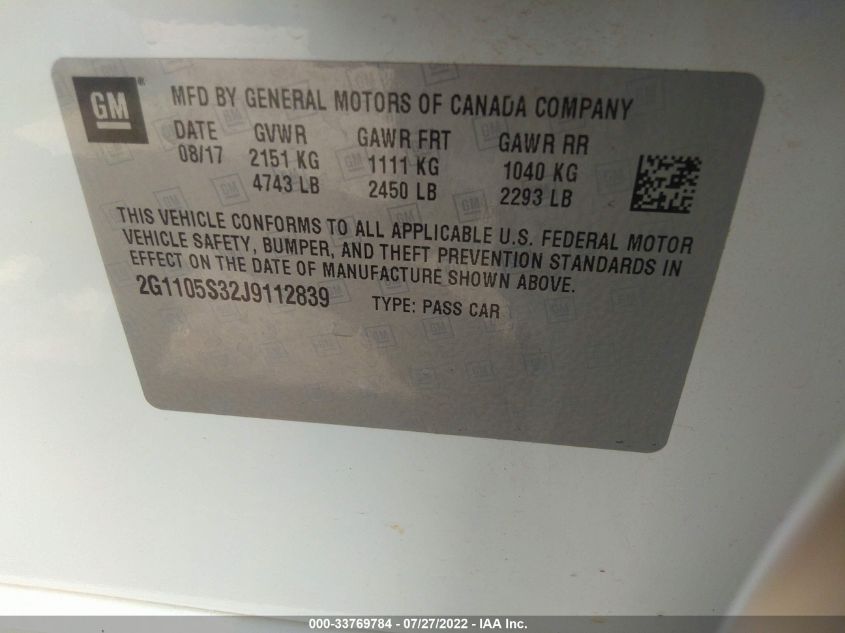 GM®
MFD BY GENERAL MOTORS OF CANADA COMPANY
DATE GVWR GAWR FRT GAWR RR
08/17 2151 KG 1111 KG 1040 KG
4743 LB 2450 LB 2293 LB
THIS VEHICLE CONFORMS TO ALL APPLICABLE U.S. FEDERAL MOTOR
VEHICLE SAFETY, BUMPER, AND THEFT PREVENTION STANDARDS IN
EFFECT ON THE DATE OF MANUFACTURE SHOWN ABOVE.
2G1105S32J9112839 TYPE: PASS CAR
000-33769784 - 07/27/2022 - IAA Inc.